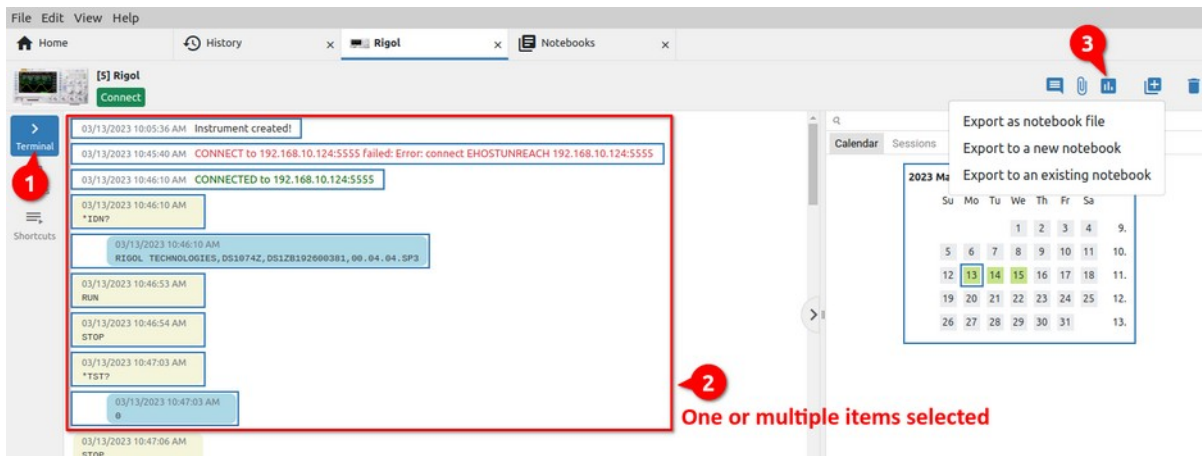 File Edit View Help
Home
History
Rigol
Notebooks
3
[5] Rigol
Connect
Terminal
1
Shortcuts
03/13/2023 10:05:36 AM Instrument created!
03/13/2023 10:45:40 AM CONNECT to 192.168.10.124:5555 failed: Error: connect EHOSTUNREACH 192.168.10.124:5555
03/13/2023 10:46:10 AM CONNECTED to 192.168.10.124:5555
03/13/2023 10:46:10 AM
*IDN?
03/13/2023 10:46:10 AM
RIGOL TECHNOLOGIES,DS1074Z,DS1ZB192600381,00.04.04.SP3
03/13/2023 10:46:53 AM
RUN
03/13/2023 10:46:54 AM
STOP
03/13/2023 10:47:03 AM
*TST?
03/13/2023 10:47:03 AM
0
03/13/2023 10:47:06 AM
STOP
2
One or multiple items selected
Export as notebook file
Export to a new notebook
Export to an existing notebook
Calendar Sessions
2023 Ma
Su Mo Tu We Th Fr Sa
1 2 3 4 9.
5 6 7 8 9 10 11 10.
12 13 14 15 16 17 18 11.
19 20 21 22 23 24 25 12.
26 27 28 29 30 31 13.